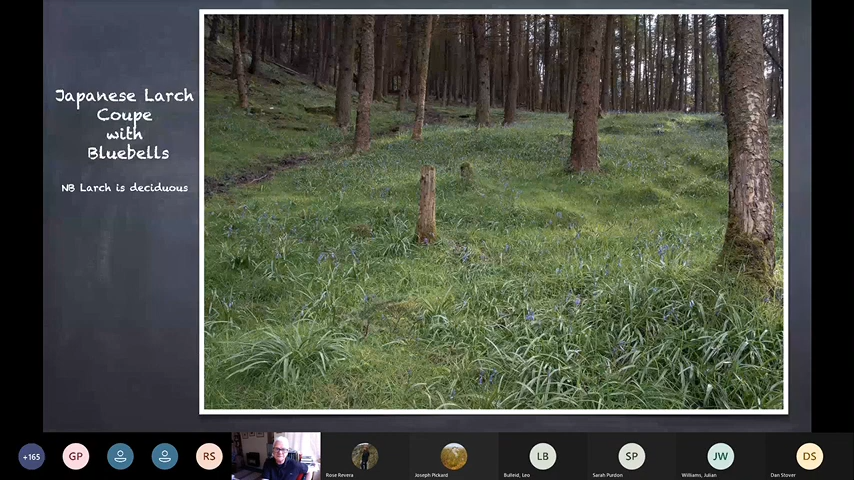 Japanese Larch
Coupe
with
Bluebells
NB Larch is deciduous
+165
GP
RS
Rose Revera
Joseph Pickard
LB
Bulleid, Leo
SP
Sarah Purdon
JW
Williams, Julian
DS
Dan Stover